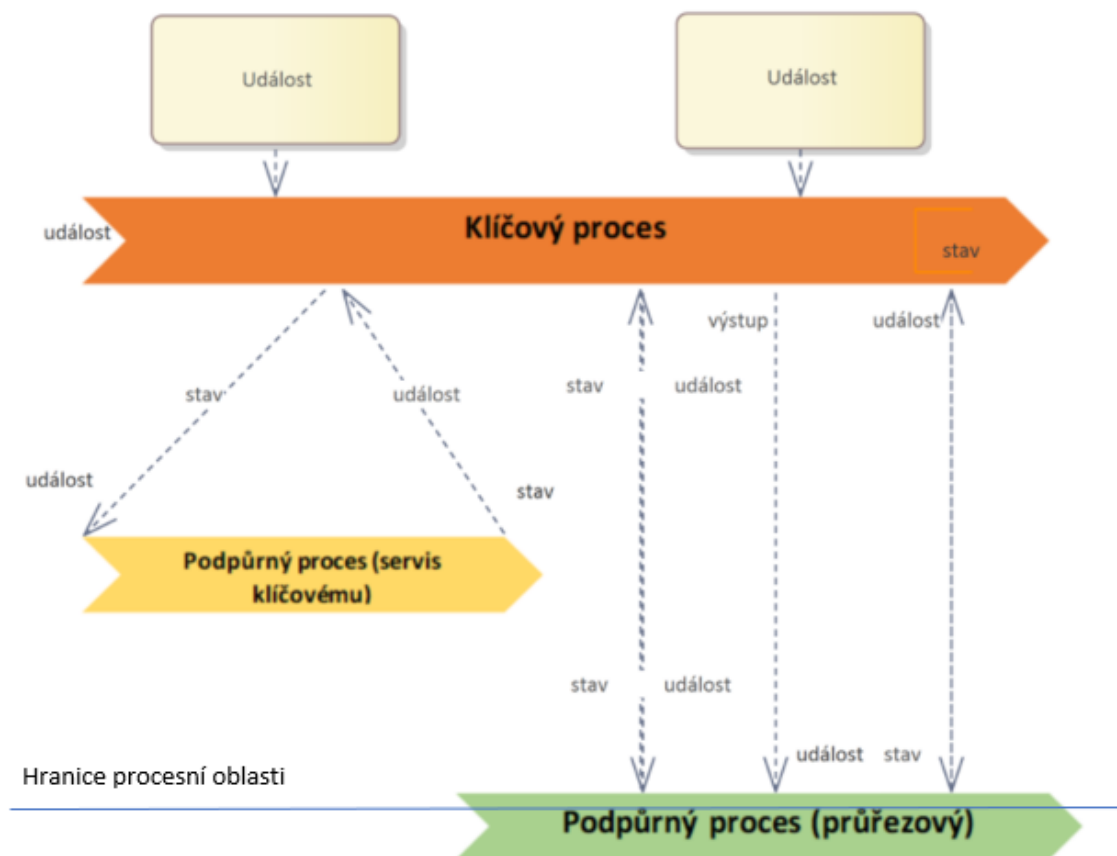 Událost
Událost
Klíčový proces
událost
stav
výstup
událost
stav
událost
stav
událost
událost
stav
Podpůrný proces (servis
klíčovému)
stav
událost
událost
stav
Hranice procesní oblasti
Podpůrný proces (průřezový)